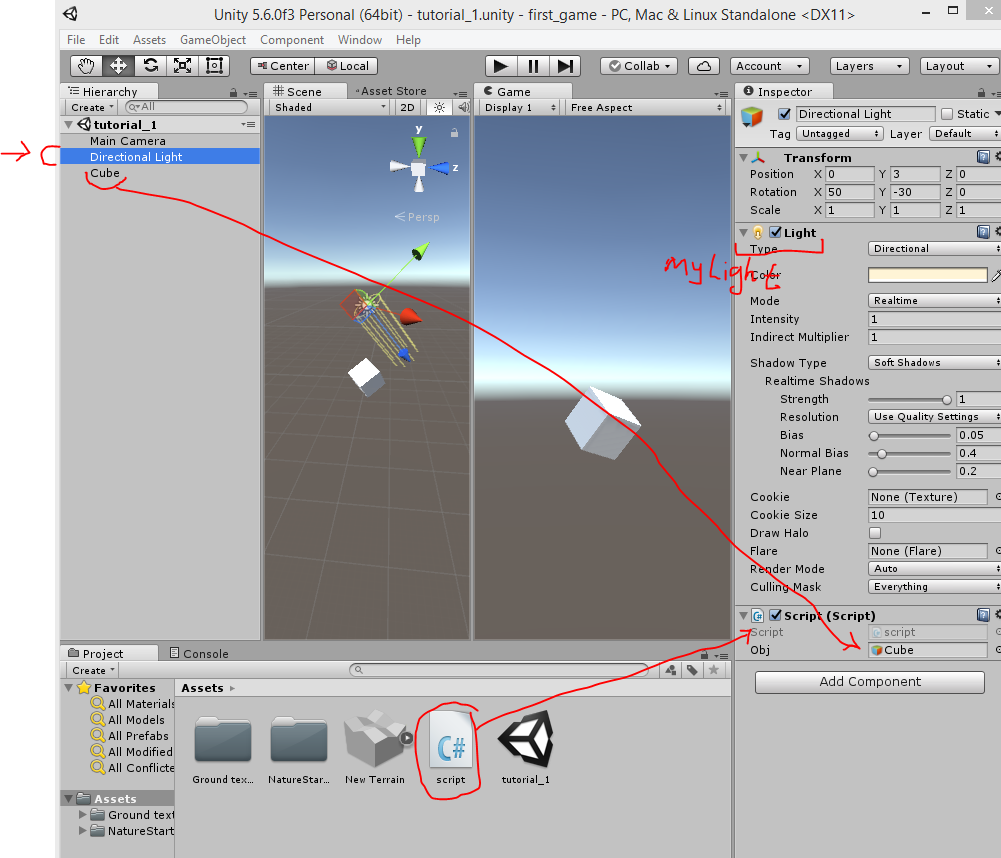 Unity 5.6.0f3 Personal (64bit) - tutorial_1.unity - first_game - PC, Mac & Linux Standalone <DX11>
File Edit Assets GameObject Component Window Help
Center Local Collab Account Layers Layout
Hierarchy
Create All
tutorial_1
Main Camera
Directional Light
Cube
Scene Asset Store
Shaded 2D
y
z
Persp
Game
Display 1 Free Aspect
Inspector
Directional Light Static
Tag Untagged Layer Default
Transform
Position X 0 Y 3 Z 0
Rotation X 50 Y -30 Z 0
Scale X 1 Y 1 Z 1
Light
Type Directional
MyLight
Color
Mode Realtime
Intensity 1
Indirect Multiplier 1
Shadow Type Soft Shadows
Realtime Shadows
Strength 1
Resolution Use Quality Settings
Bias 0.05
Normal Bias 0.4
Near Plane 0.2
Cookie None (Texture)
Cookie Size 10
Draw Halo
Flare None (Flare)
Render Mode Auto
Culling Mask Everything
Script (Script)
Script script
Obj Cube
Add Component
Project Console
Create
Favorites
All Materials
All Models
All Prefabs
All Modified
All Conflicte
Assets
Ground text
NatureStart
Assets
C#
Ground tex... NatureStar... New Terrain script tutorial_1